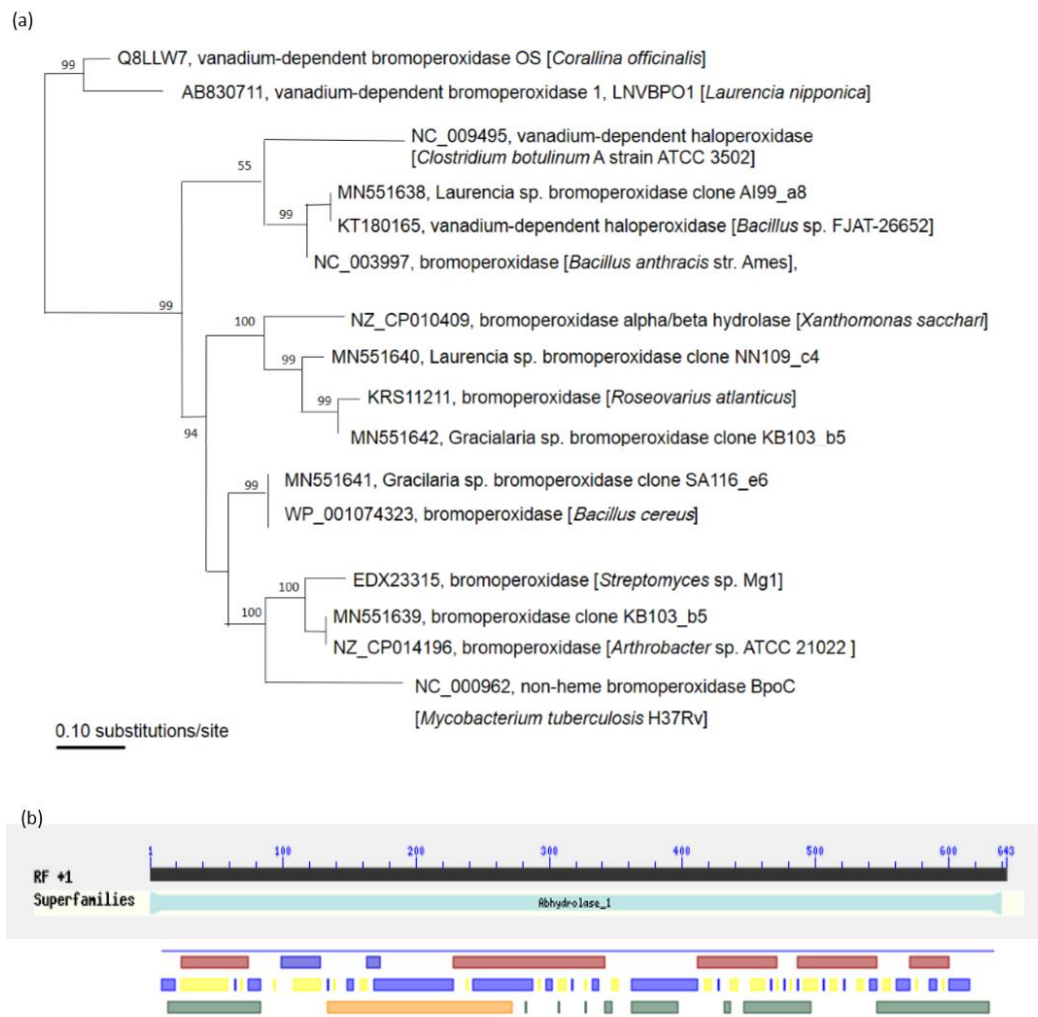 (a)
99
Q8LLW7, vanadium-dependent bromoperoxidase OS [Corallina officinalis]
AB830711, vanadium-dependent bromoperoxidase 1, LNVBPO1 [Laurencia nipponica]
NC_009495, vanadium-dependent haloperoxidase
[Clostridium botulinum A strain ATCC 3502]
55
MN551638, Laurencia sp. bromoperoxidase clone AI99_a8
99
KT180165, vanadium-dependent haloperoxidase [Bacillus sp. FJAT-26652]
NC_003997, bromoperoxidase [Bacillus anthracis str. Ames],
99
100
NZ_CP010409, bromoperoxidase alpha/beta hydrolase [Xanthomonas sacchari]
99
MN551640, Laurencia sp. bromoperoxidase clone NN109_c4
99
KRS11211, bromoperoxidase [Roseovarius atlanticus]
94
MN551642, Gracialaria sp. bromoperoxidase clone KB103_b5
99
MN551641, Gracilaria sp. bromoperoxidase clone SA116_e6
WP_001074323, bromoperoxidase [Bacillus cereus]
100
EDX23315, bromoperoxidase [Streptomyces sp. Mg1]
100
MN551639, bromoperoxidase clone KB103_b5
NZ_CP014196, bromoperoxidase [Arthrobacter sp. ATCC 21022 ]
NC_000962, non-heme bromoperoxidase BpoC
[Mycobacterium tuberculosis H37Rv]
0.10 substitutions/site
(b)
1 100 200 300 400 500 600 643
RF +1
Superfamilies
Abhydrolase_1